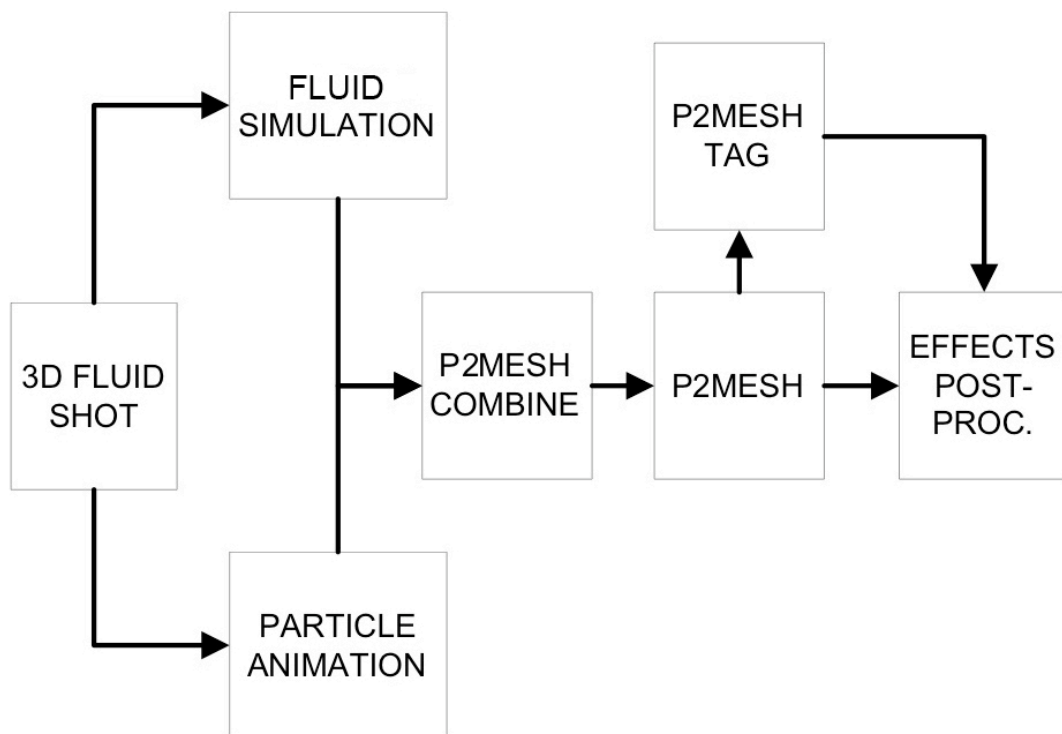 FLUID
SIMULATION
P2MESH
TAG
3D FLUID
SHOT
P2MESH
COMBINE
P2MESH
EFFECTS
POST-
PROC.
PARTICLE
ANIMATION